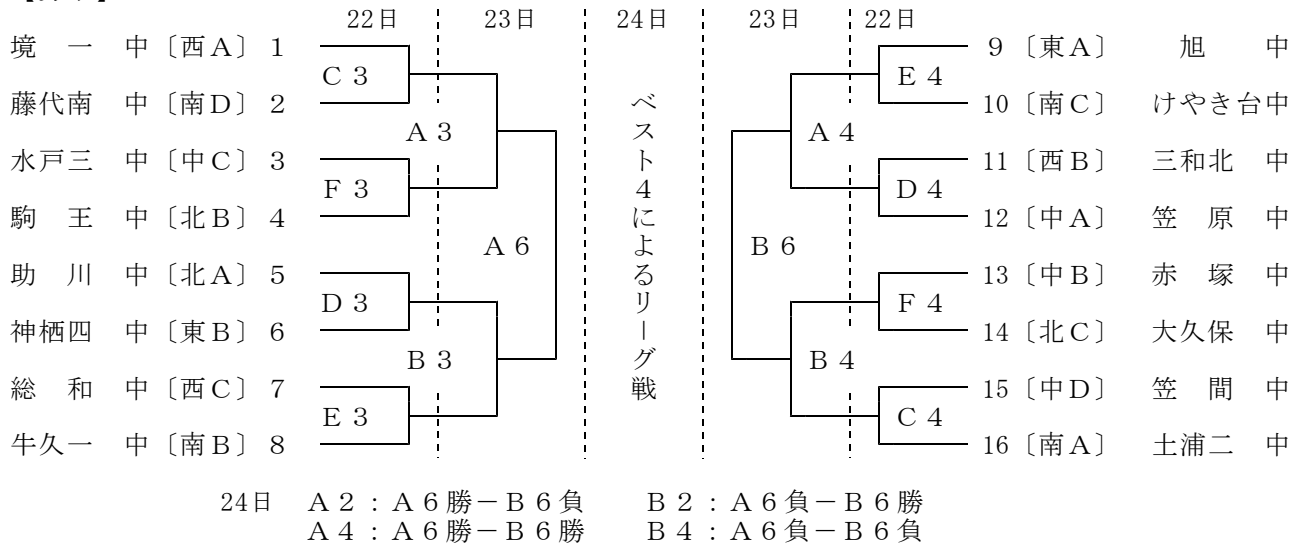 22日 23日 24日 23日 22日
境一中〔西A〕1
C3
藤代南中〔南D〕2
A3
水戸三中〔中C〕3
F3
駒王中〔北B〕4
A6
助川中〔北A〕5
D3
神栖四中〔東B〕6
B3
総和中〔西C〕7
E3
牛久一中〔南B〕8
ベスト4によるリーグ戦
9〔東A〕旭中
E4
10〔南C〕けやき台中
A4
11〔西B〕三和北中
D4
12〔中A〕笠原中
B6
13〔中B〕赤塚中
F4
14〔北C〕大久保中
B4
15〔中D〕笠間中
C4
16〔南A〕土浦二中
24日 A2:A6勝−B6負 B2:A6負−B6勝
A4:A6勝−B6勝 B4:A6負−B6負